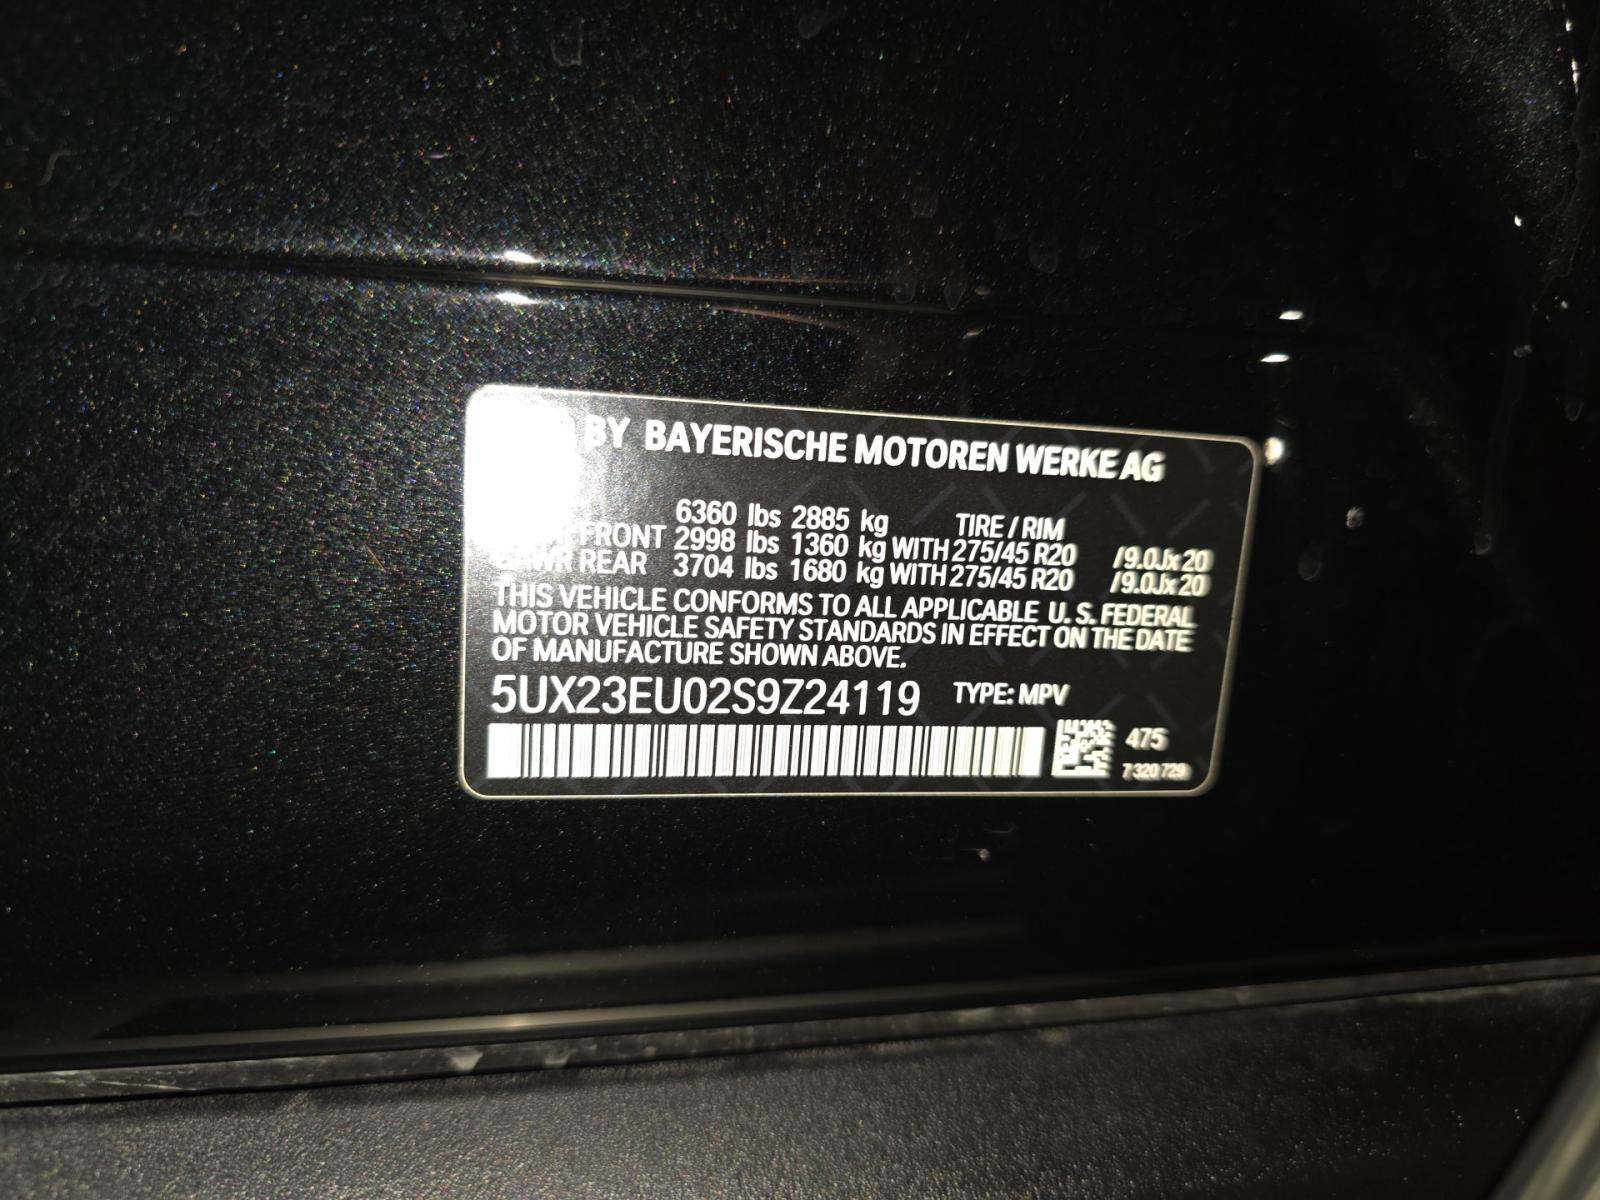 BY BAYERISCHE MOTOREN WERKE AG
6360 lbs 2885 kg TIRE / RIM
FRONT 2998 lbs 1360 kg WITH 275/45 R20 /9.0Jx20
REAR 3704 lbs 1680 kg WITH 275/45 R20 /9.0Jx20
THIS VEHICLE CONFORMS TO ALL APPLICABLE U.S. FEDERAL
MOTOR VEHICLE SAFETY STANDARDS IN EFFECT ON THE DATE
OF MANUFACTURE SHOWN ABOVE.
5UX23EU02S9Z24119 TYPE: MPV
475
7320729